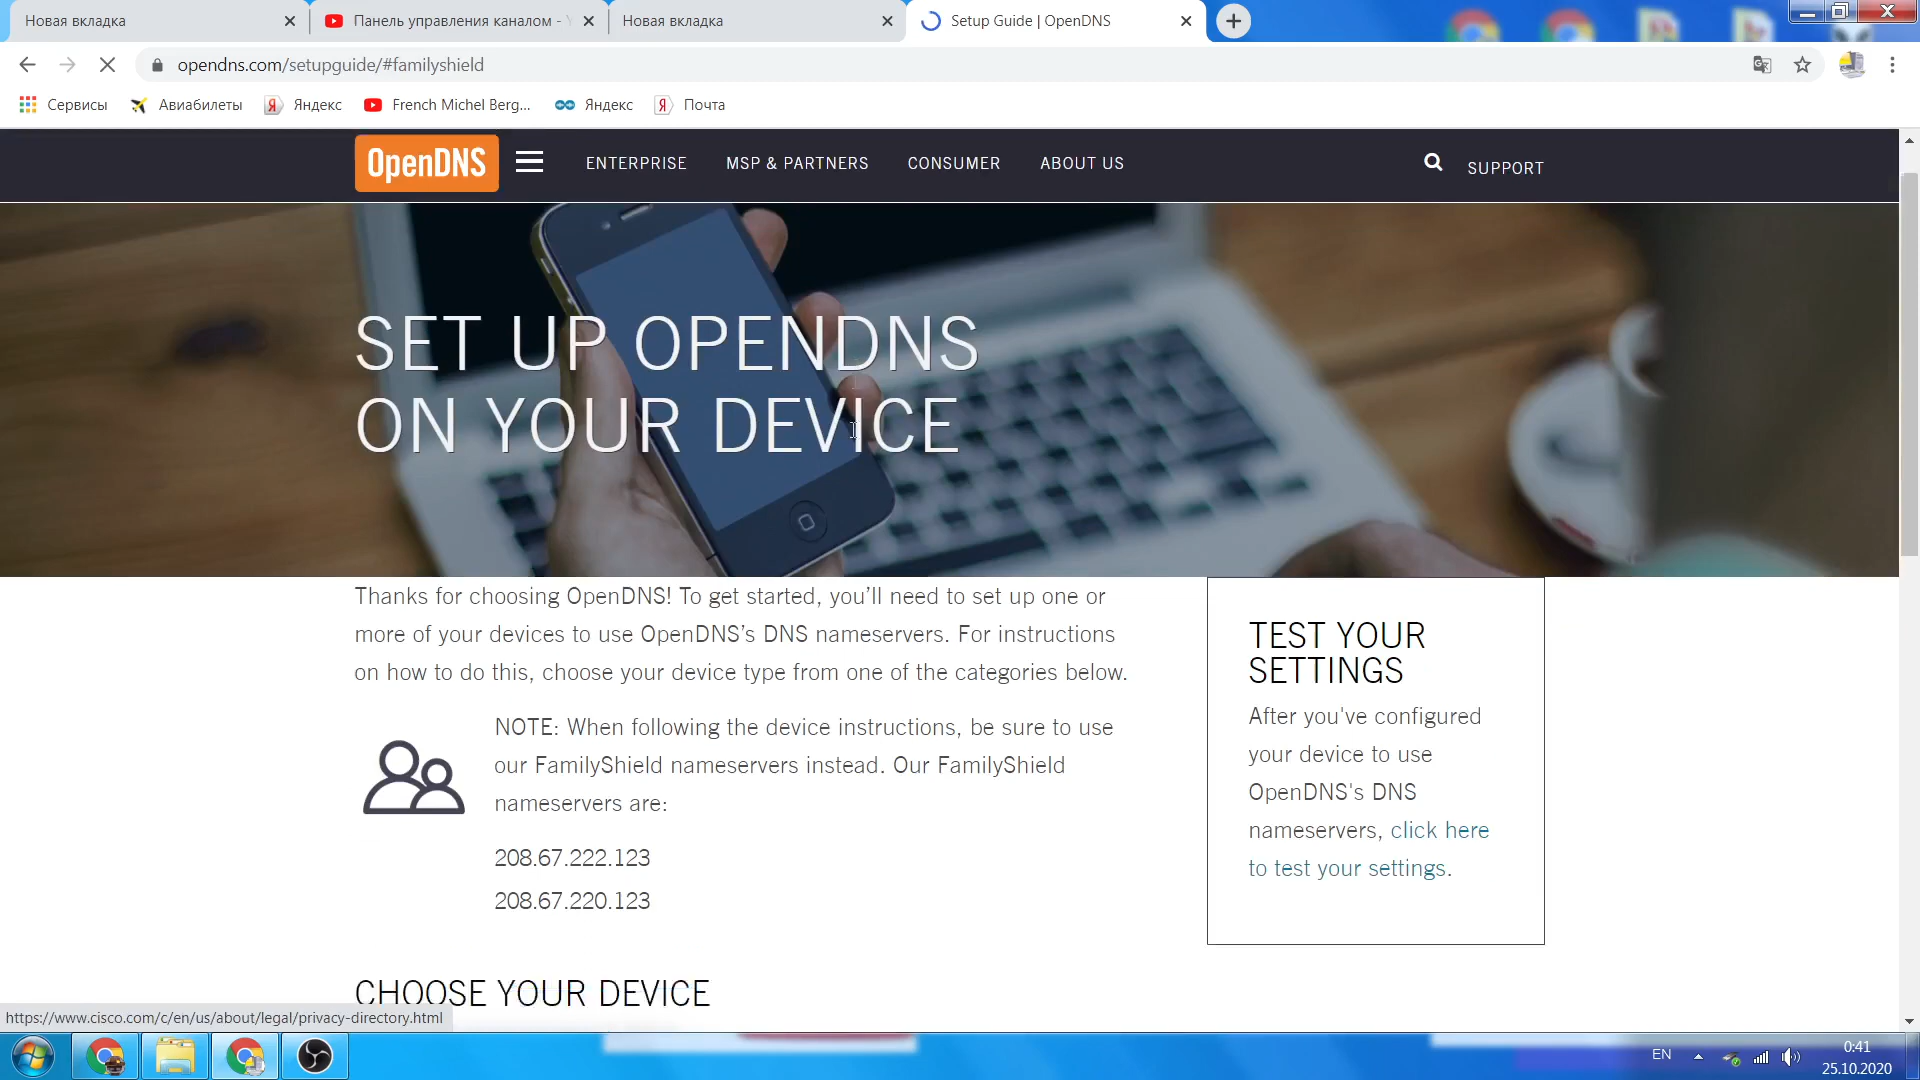 Новая вкладка
Панель управления каналом -
Новая вкладка
Setup Guide | OpenDNS
opendns.com/setupguide/#familyshield
Сервисы
Авиабилеты
Яндекс
French Michel Berg...
Яндекс
Почта
OpenDNS
ENTERPRISE
MSP & PARTNERS
CONSUMER
ABOUT US
SUPPORT
SET UP OPENDNS
ON YOUR DEVICE
Thanks for choosing OpenDNS! To get started, you’ll need to set up one or
more of your devices to use OpenDNS’s DNS nameservers. For instructions
on how to do this, choose your device type from one of the categories below.
NOTE: When following the device instructions, be sure to use
our FamilyShield nameservers instead. Our FamilyShield
nameservers are:
208.67.222.123
208.67.220.123
TEST YOUR
SETTINGS
After you've configured
your device to use
OpenDNS's DNS
nameservers, click here
to test your settings.
CHOOSE YOUR DEVICE
https://www.cisco.com/c/en/us/about/legal/privacy-directory.html
EN
0:41
25.10.2020